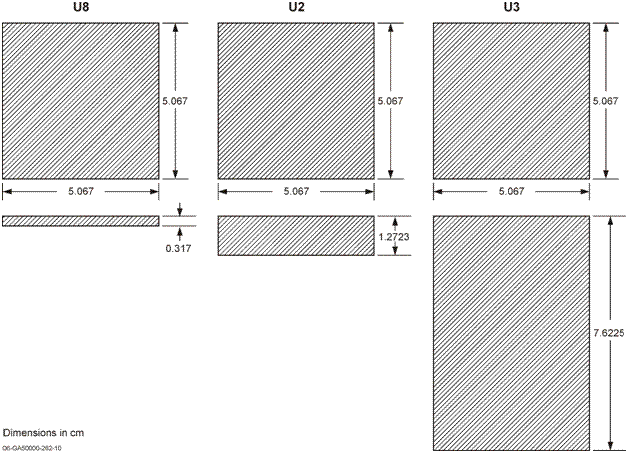 U8 U2 U3
5.067 5.067 5.067
5.067 5.067 5.067
0.317 1.2723 7.6225
Dimensions in cm
06-GA50000-262-10